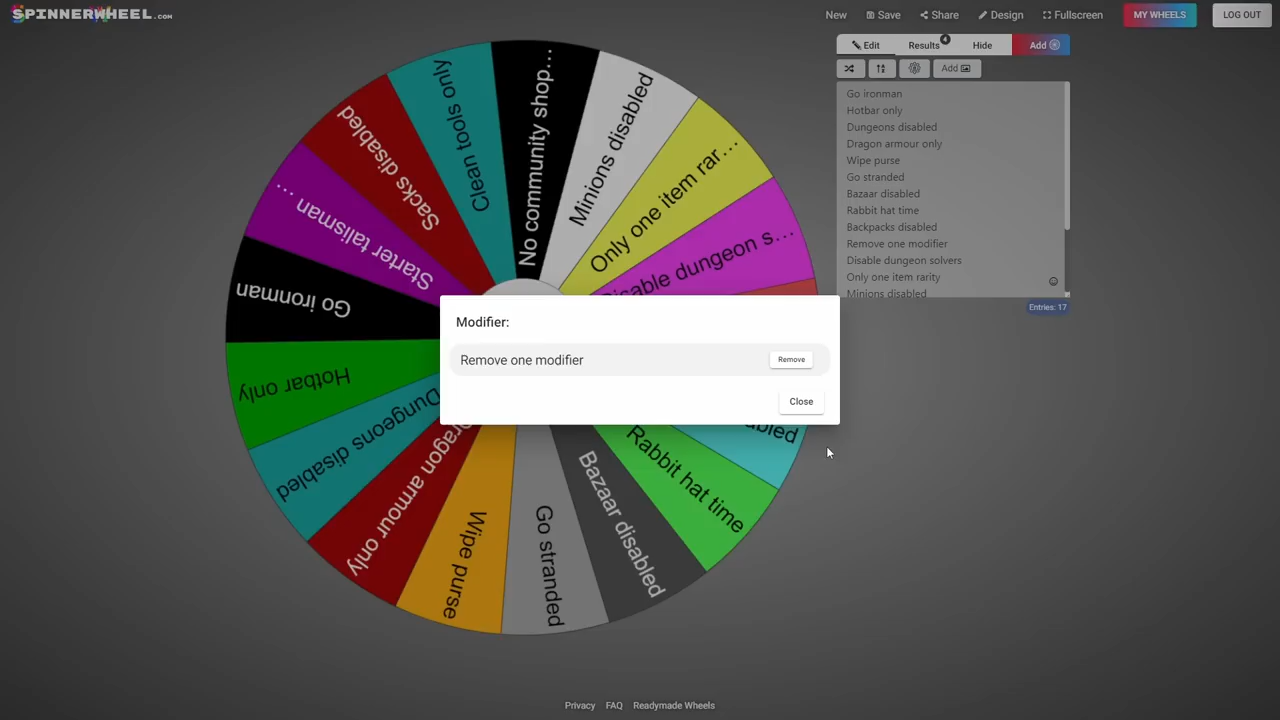 SPINNERWHEEL.COM
New
Save
Share
Design
Fullscreen
MY WHEELS
LOG OUT
Edit
Results
4
Hide
Add
Add
Go ironman
Hotbar only
Dungeons disabled
Dragon armour only
Wipe purse
Go stranded
Bazaar disabled
Rabbit hat time
Backpacks disabled
Remove one modifier
Disable dungeon solvers
Only one item rarity
Minions disabled
Entries: 17
No community shop...
Minions disabled
Only one item rar...
Disable dungeon s...
Clean tools only
Sacks disabled
Starter talisman ...
Go ironman
Hotbar only
Dungeons disabled
Dragon armour only
Wipe purse
Go stranded
Bazaar disabled
Rabbit hat time
Modifier:
Remove one modifier
Remove
Close
Privacy
FAQ
Readymade Wheels